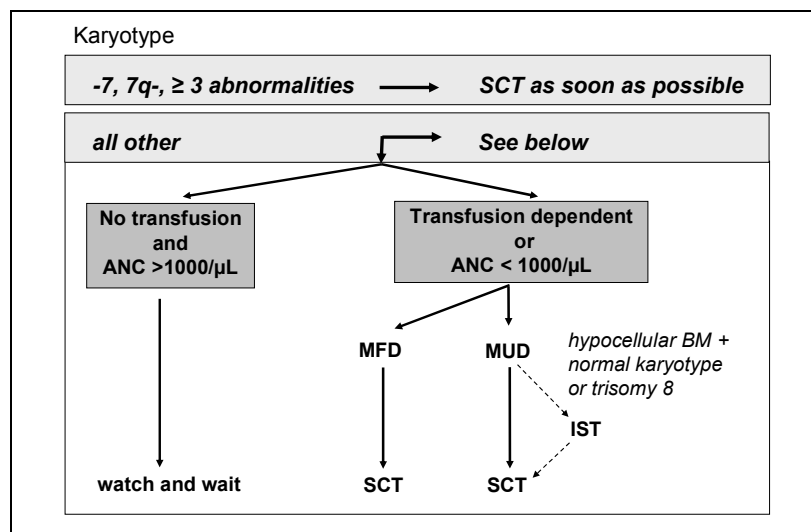 Karyotype
-7, 7q-, ≥ 3 abnormalities
SCT as soon as possible
all other
See below
No transfusion
and
ANC >1000/µL
Transfusion dependent
or
ANC < 1000/µL
MFD
MUD
hypocellular BM +
normal karyotype
or trisomy 8
IST
watch and wait
SCT
SCT